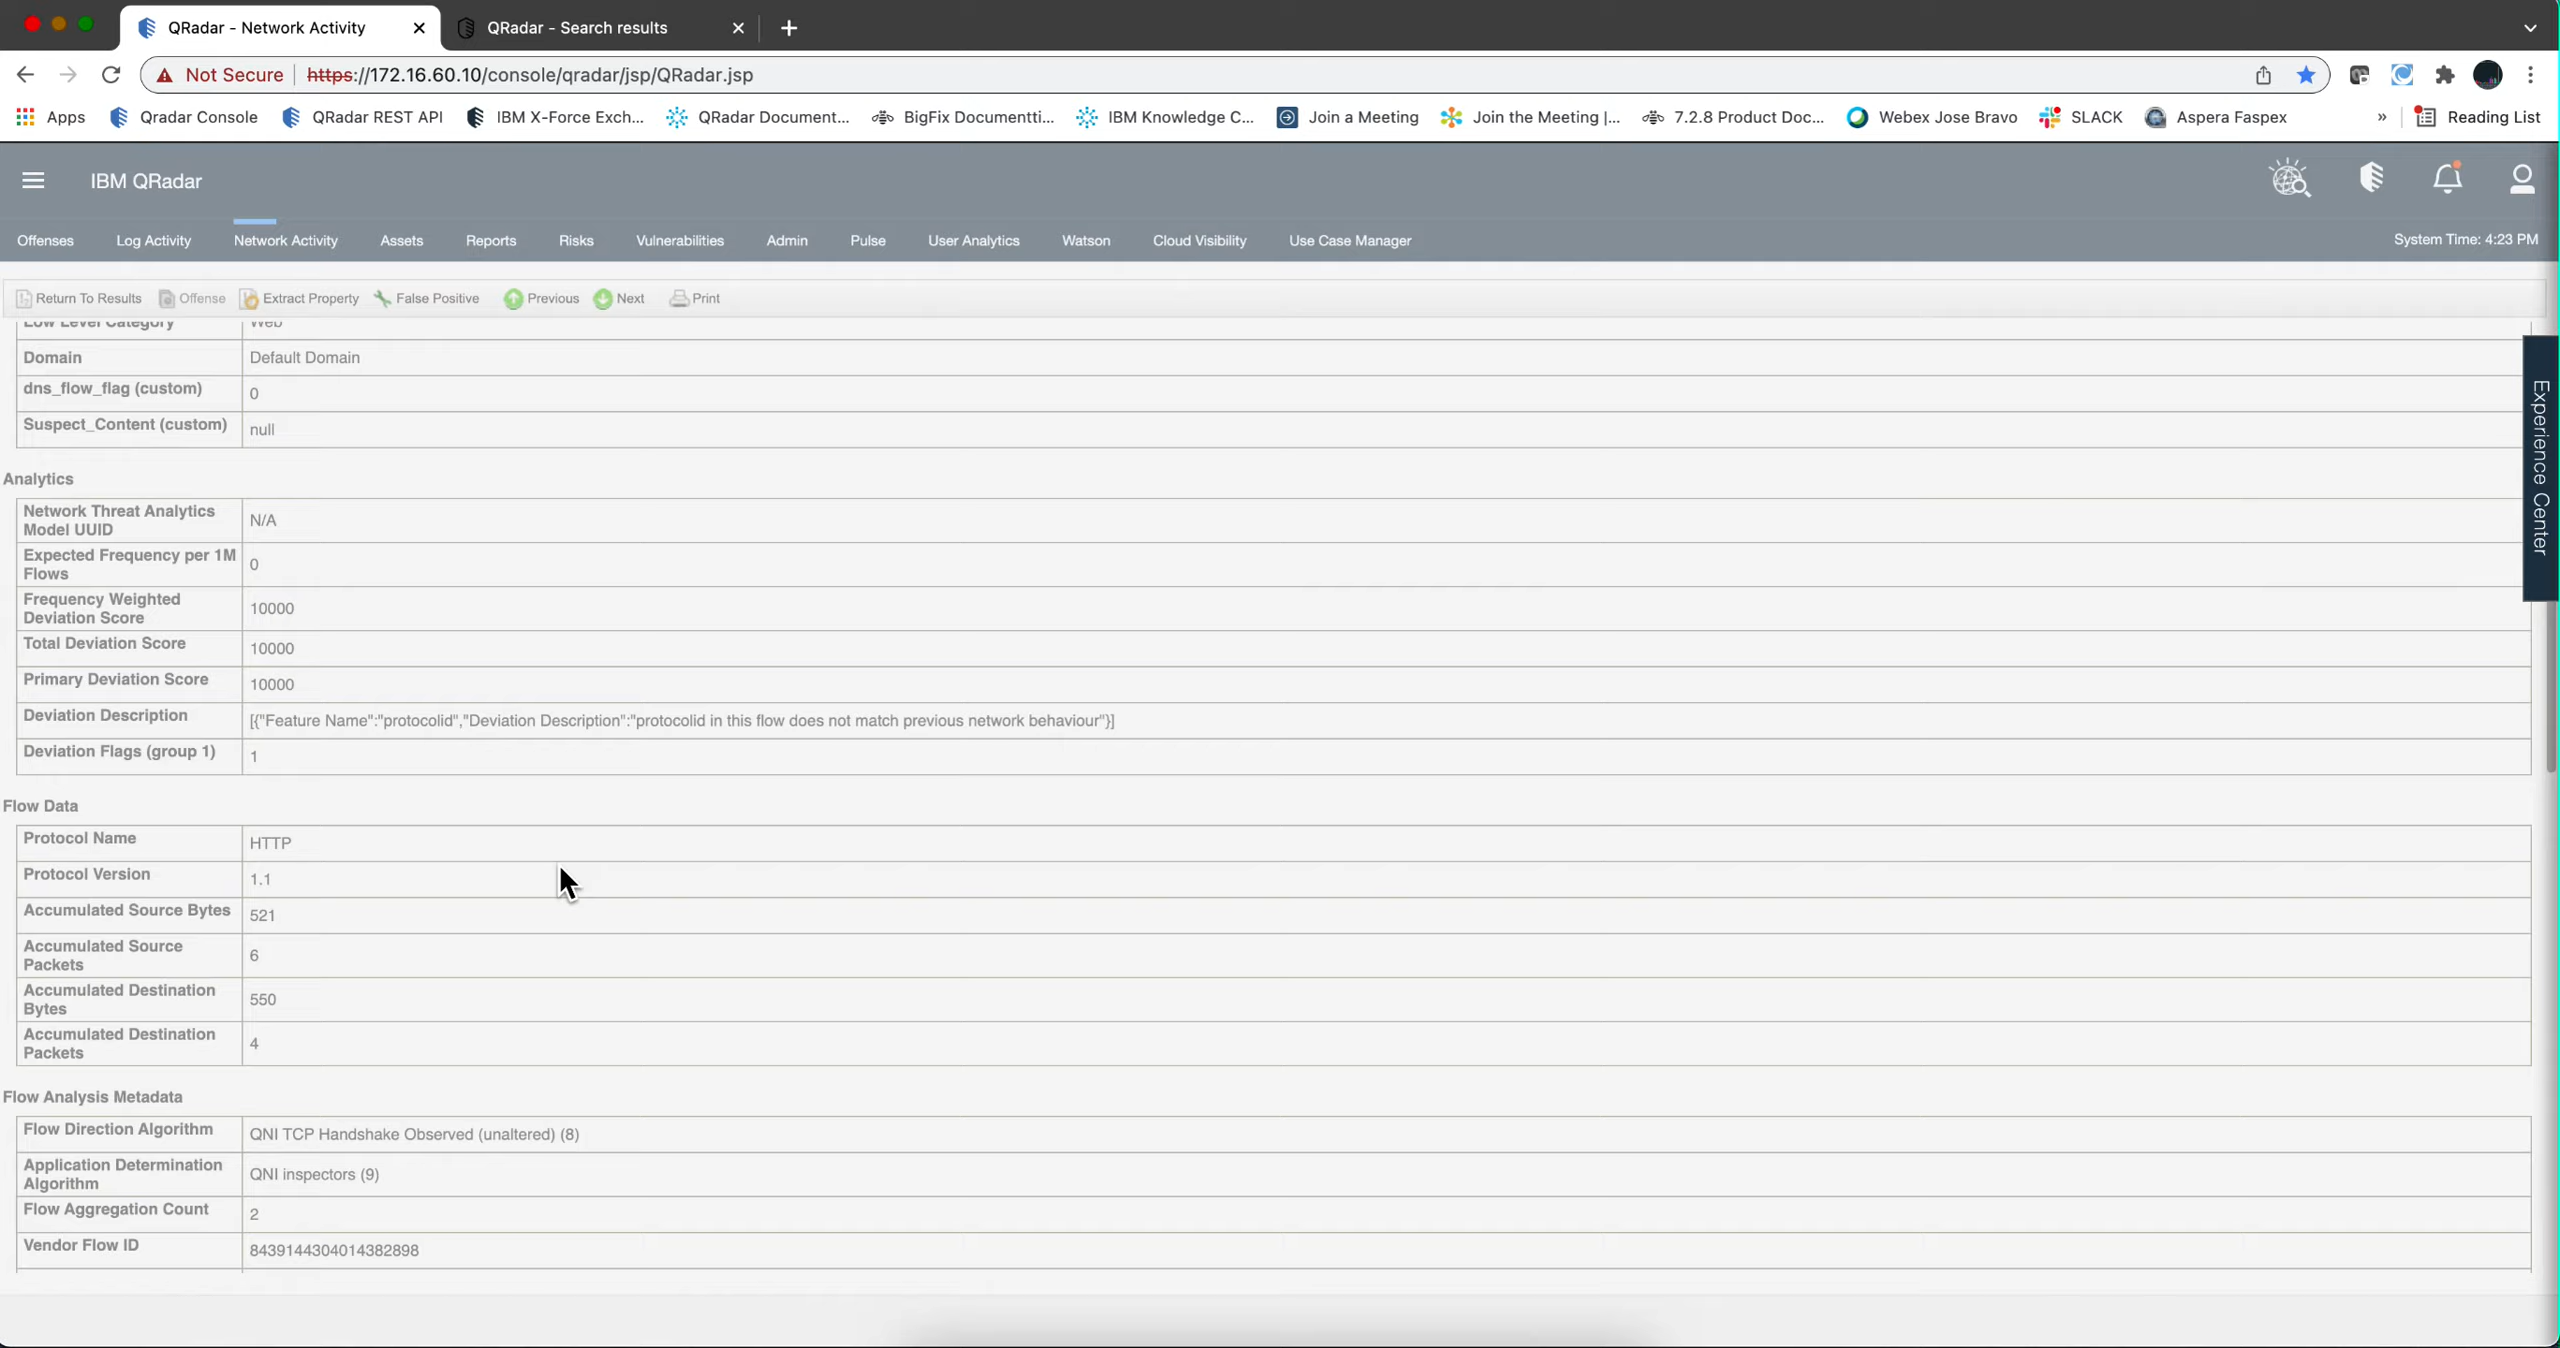 QRadar - Network Activity
QRadar - Search results
Not Secure https://172.16.60.10/console/qradar/jsp/QRadar.jsp
Apps Qradar Console QRadar REST API IBM X-Force Exch... QRadar Document... BigFix Documentti... IBM Knowledge C... Join a Meeting Join the Meeting |... 7.2.8 Product Doc... Webex Jose Bravo SLACK Aspera Faspex » Reading List
IBM QRadar
Offenses Log Activity Network Activity Assets Reports Risks Vulnerabilities Admin Pulse User Analytics Watson Cloud Visibility Use Case Manager System Time: 4:23 PM
Return To Results Offense Extract Property False Positive Previous Next Print
Low Level Category Web
Domain Default Domain
dns_flow_flag (custom) 0
Suspect_Content (custom) null
Experience Center
Analytics
Network Threat Analytics
Model UUID N/A
Expected Frequency per 1M
Flows 0
Frequency Weighted
Deviation Score 10000
Total Deviation Score 10000
Primary Deviation Score 10000
Deviation Description [{"Feature Name":"protocolid","Deviation Description":"protocolid in this flow does not match previous network behaviour"}]
Deviation Flags (group 1) 1
Flow Data
Protocol Name HTTP
Protocol Version 1.1
Accumulated Source Bytes 521
Accumulated Source
Packets 6
Accumulated Destination
Bytes 550
Accumulated Destination
Packets 4
Flow Analysis Metadata
Flow Direction Algorithm QNI TCP Handshake Observed (unaltered) (8)
Application Determination
Algorithm QNI inspectors (9)
Flow Aggregation Count 2
Vendor Flow ID 8439144304014382898